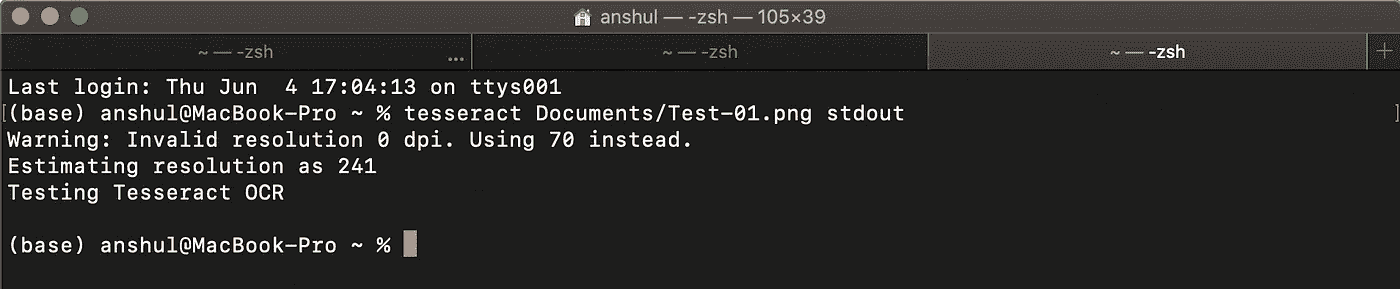 anshul — -zsh — 105×39
~ — -zsh ... ~ — -zsh ~ — -zsh +
Last login: Thu Jun  4 17:04:13 on ttys001
[(base) anshul@MacBook-Pro ~ % tesseract Documents/Test-01.png stdout ]
Warning: Invalid resolution 0 dpi. Using 70 instead.
Estimating resolution as 241
Testing Tesseract OCR
(base) anshul@MacBook-Pro ~ %